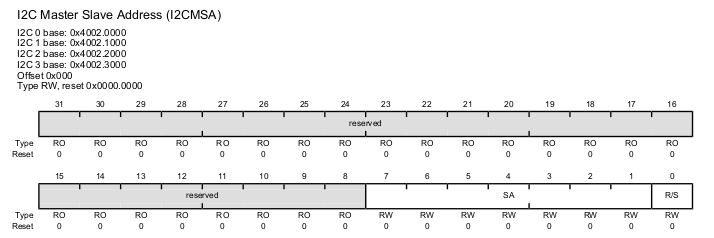 I2C Master Slave Address (I2CMSA)
I2C 0 base: 0x4002.0000
I2C 1 base: 0x4002.1000
I2C 2 base: 0x4002.2000
I2C 3 base: 0x4002.3000
Offset 0x000
Type RW, reset 0x0000.0000
31 30 29 28 27 26 25 24 23 22 21 20 19 18 17 16
reserved
Type RO RO RO RO RO RO RO RO RO RO RO RO RO RO RO RO
Reset 0 0 0 0 0 0 0 0 0 0 0 0 0 0 0 0
15 14 13 12 11 10 9 8 7 6 5 4 3 2 1 0
reserved SA R/S
Type RO RO RO RO RO RO RO RO RW RW RW RW RW RW RW RW
Reset 0 0 0 0 0 0 0 0 0 0 0 0 0 0 0 0